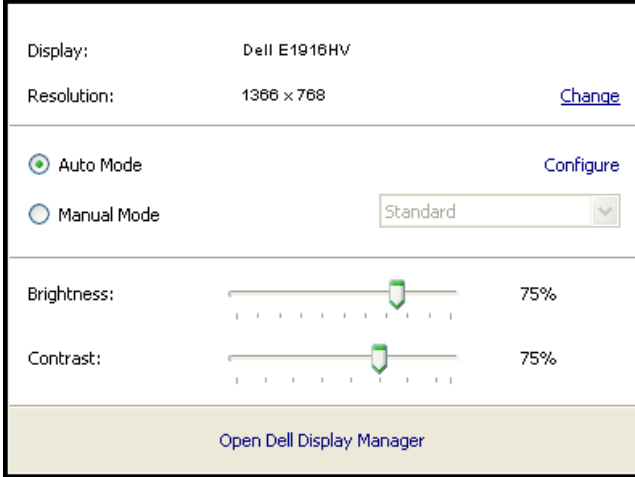 Display: Dell E1916HV
Resolution: 1366 x 768 Change
Auto Mode Configure
Manual Mode Standard
Brightness: 75%
Contrast: 75%
Open Dell Display Manager